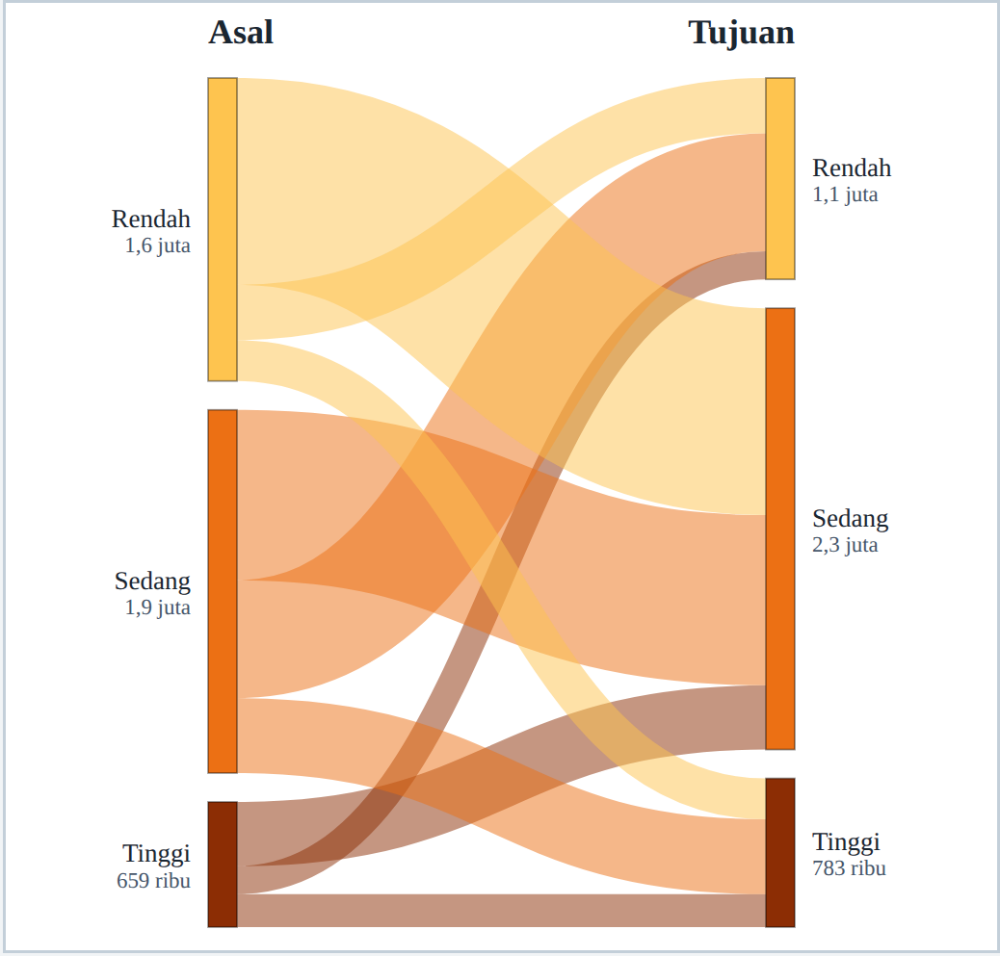 Asal
Tujuan
Rendah
1,6 juta
Sedang
1,9 juta
Tinggi
659 ribu
Rendah
1,1 juta
Sedang
2,3 juta
Tinggi
783 ribu